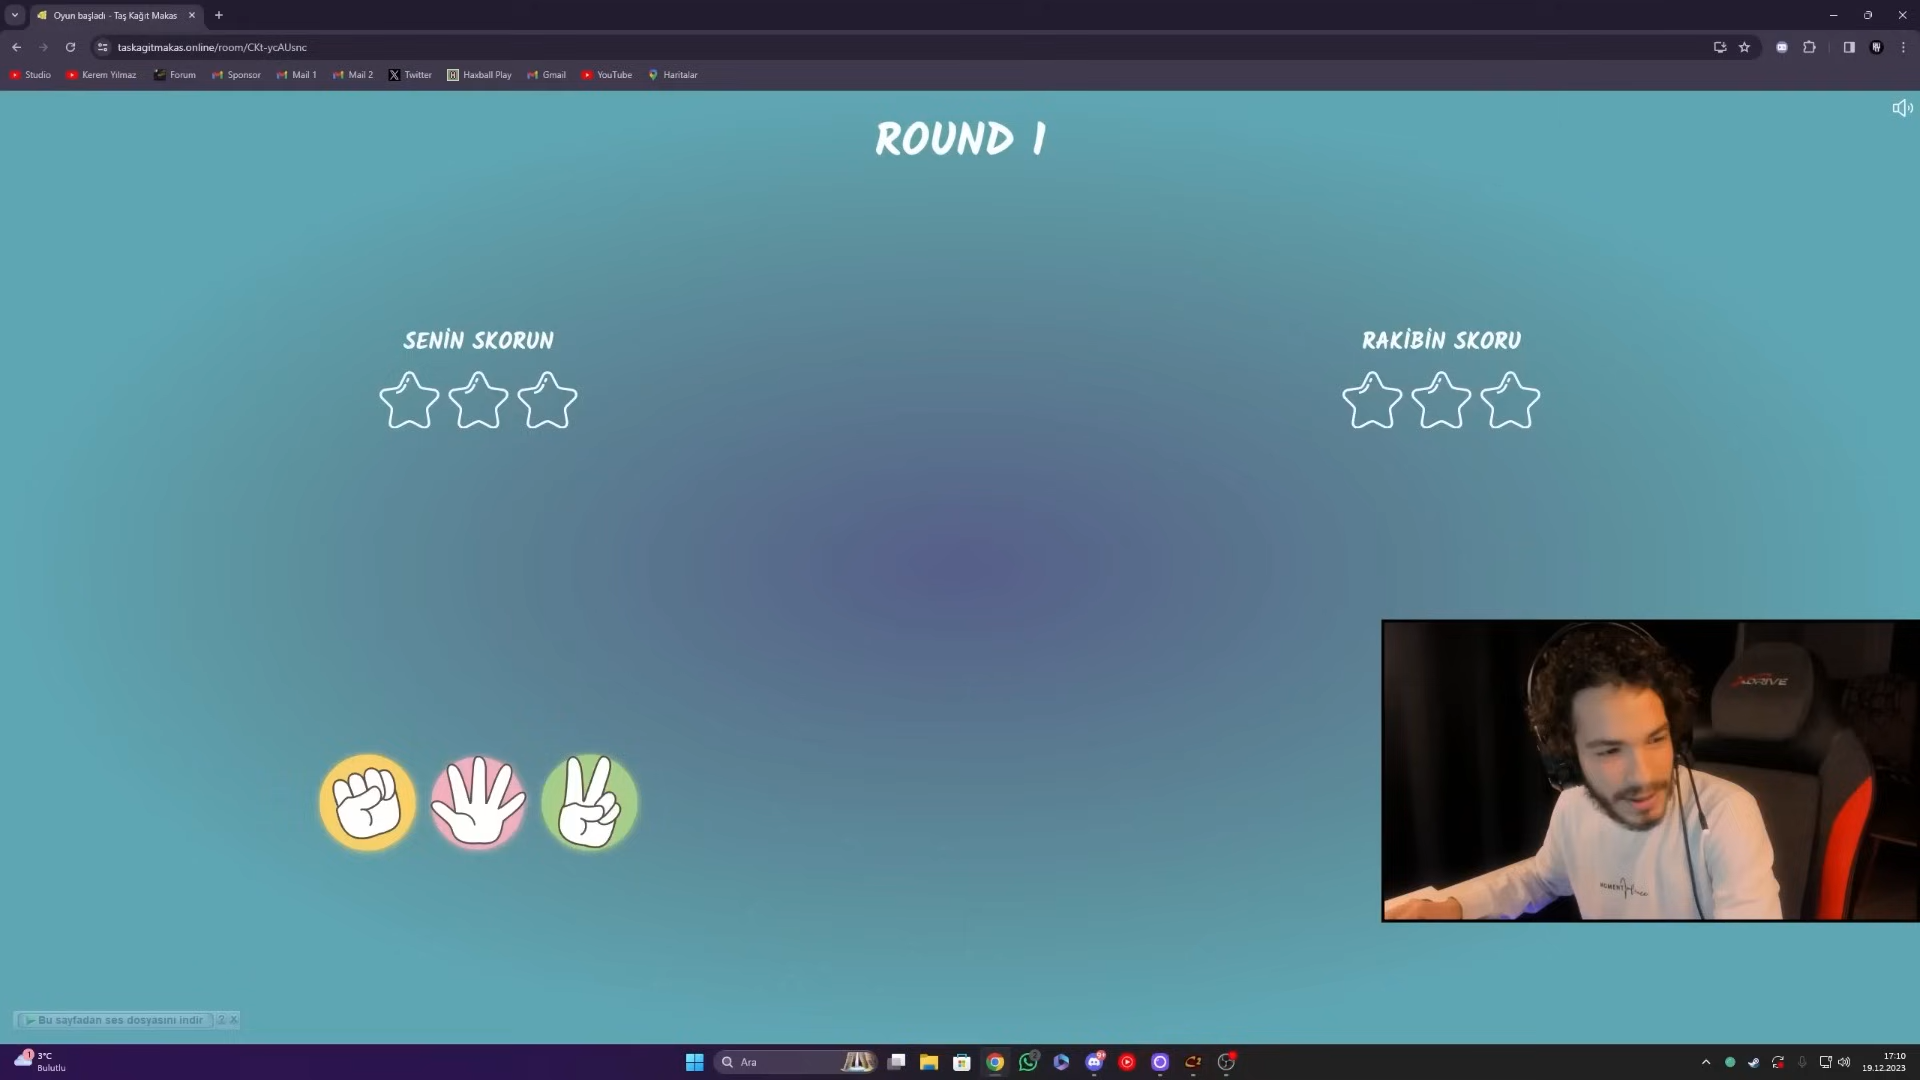 Oyun başladı - Taş Kağıt Makas
taskagitmakas.online/room/CKt-ycAUsnc
Studio
Kerem Yılmaz
Forum
Sponsor
Mail 1
Mail 2
Twitter
Haxball Play
Gmail
YouTube
Haritalar
ROUND 1
SENİN SKORUN
RAKİBİN SKORU
XDRIVE
Bu sayfadan ses dosyasını indir
3°C
Bulutlu
Ara
17:10
19.12.2023